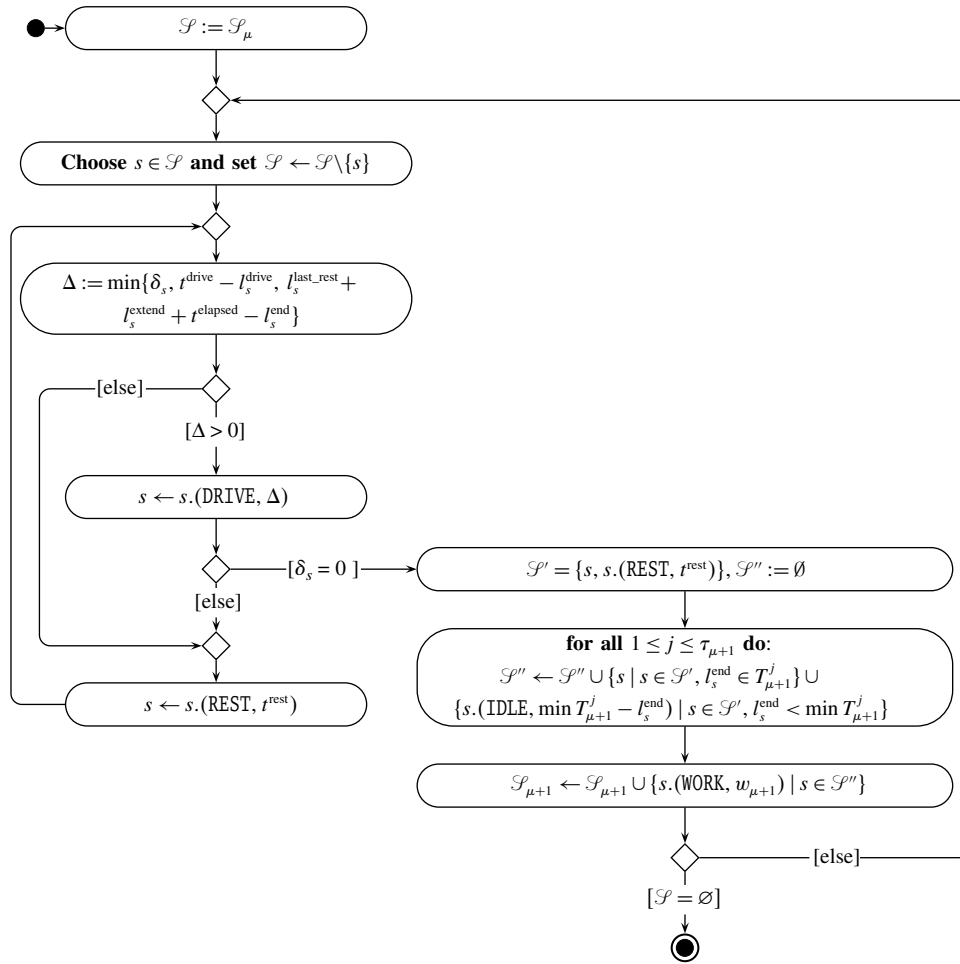 𝒮 := 𝒮_μ
Choose s ∈ 𝒮 and set 𝒮 ← 𝒮\{s}
Δ := min{δ_s, t^drive − l_s^drive, l_s^last_rest +
l_s^extend + t^elapsed − l_s^end}
[else]
[Δ > 0]
s ← s.(DRIVE, Δ)
[δ_s = 0 ]
[else]
s ← s.(REST, t^rest)
𝒮′ = {s, s.(REST, t^rest)}, 𝒮″ := ∅
for all 1 ≤ j ≤ τ_{μ+1} do:
𝒮″ ← 𝒮″ ∪ {s | s ∈ 𝒮′, l_s^end ∈ T_{μ+1}^j} ∪
{s.(IDLE, min T_{μ+1}^j − l_s^end) | s ∈ 𝒮′, l_s^end < min T_{μ+1}^j}
𝒮_{μ+1} ← 𝒮_{μ+1} ∪ {s.(WORK, w_{μ+1}) | s ∈ 𝒮″}
[else]
[𝒮 = ∅]